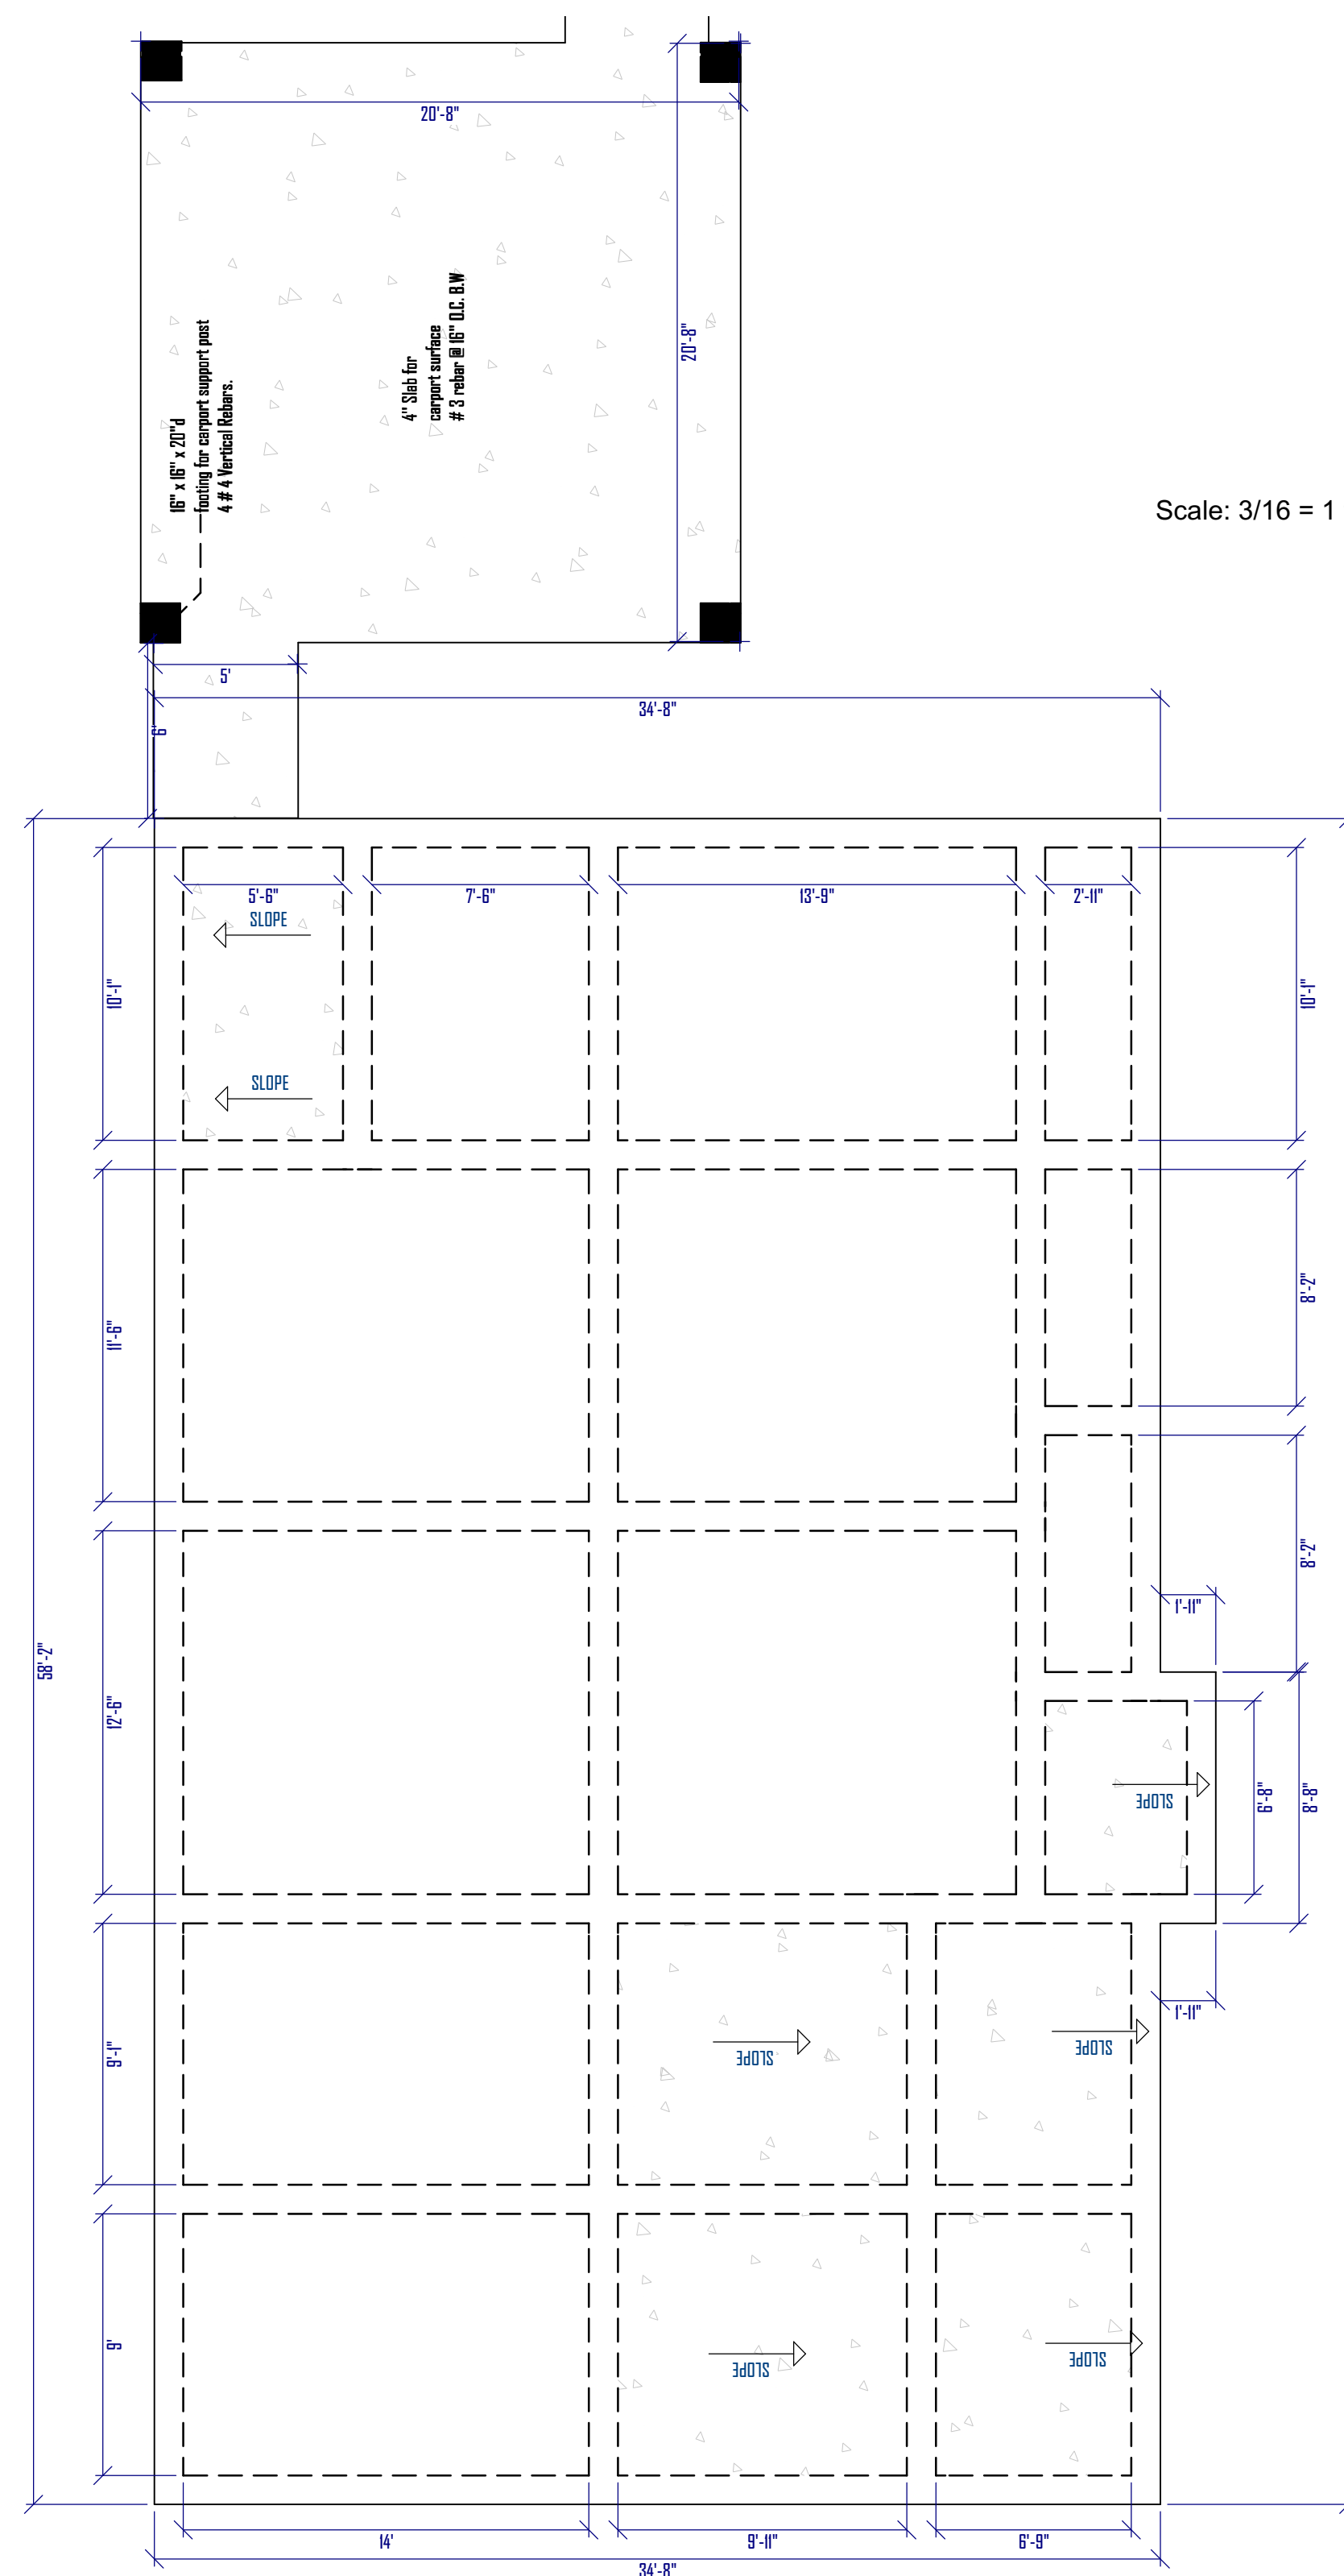 20'-8"
20'-8"
16" x 16" x 20"d
footing for carport support post
4 # 4 Vertical Rebars.
4" Slab for
carport surface
# 3 rebar @ 16" O.C. B.W
Scale: 3/16 = 1
5'
6'
34'-8"
5'-6"
7'-6"
13'-9"
2'-11"
SLOPE
SLOPE
10'-1"
10'-1"
11'-6"
8'-2"
8'-2"
58'-2"
12'-6"
1'-11"
SLOPE
6'-8"
8'-8"
1'-11"
9'-1"
SLOPE
SLOPE
9'
SLOPE
SLOPE
14'
9'-11"
6'-9"
34'-8"